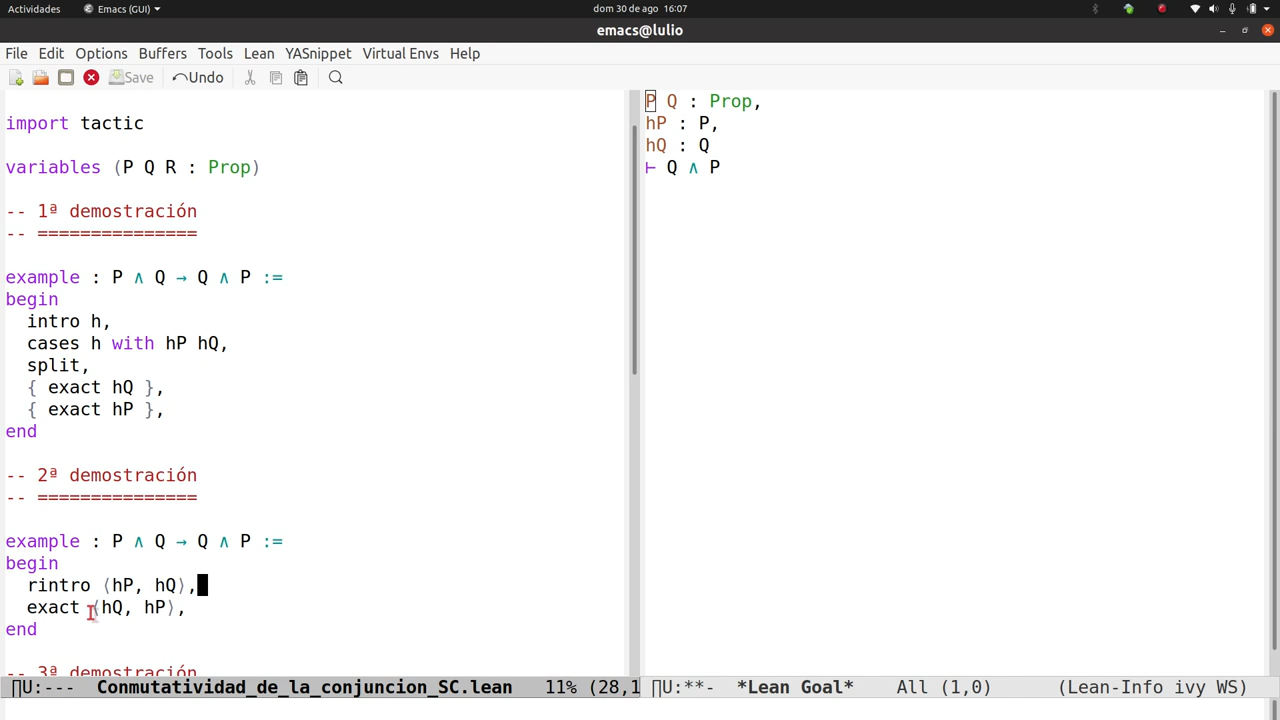 Actividades Emacs (GUI) dom 30 de ago 16:07
emacs@lulio
File Edit Options Buffers Tools Lean YASnippet Virtual Envs Help
Save Undo
import tactic
variables (P Q R : Prop)
-- 1ª demostración
-- ===============
example : P ∧ Q → Q ∧ P :=
begin
intro h,
cases h with hP hQ,
split,
{ exact hQ },
{ exact hP },
end
-- 2ª demostración
-- ===============
example : P ∧ Q → Q ∧ P :=
begin
rintro ⟨hP, hQ⟩,
exact ⟨hQ, hP⟩,
end
-- 3ª demostración
∏U:--- Conmutatividad_de_la_conjuncion_SC.lean 11% (28,1
P Q : Prop,
hP : P,
hQ : Q
⊢ Q ∧ P
∏U:**- *Lean Goal* All (1,0) (Lean-Info ivy WS)